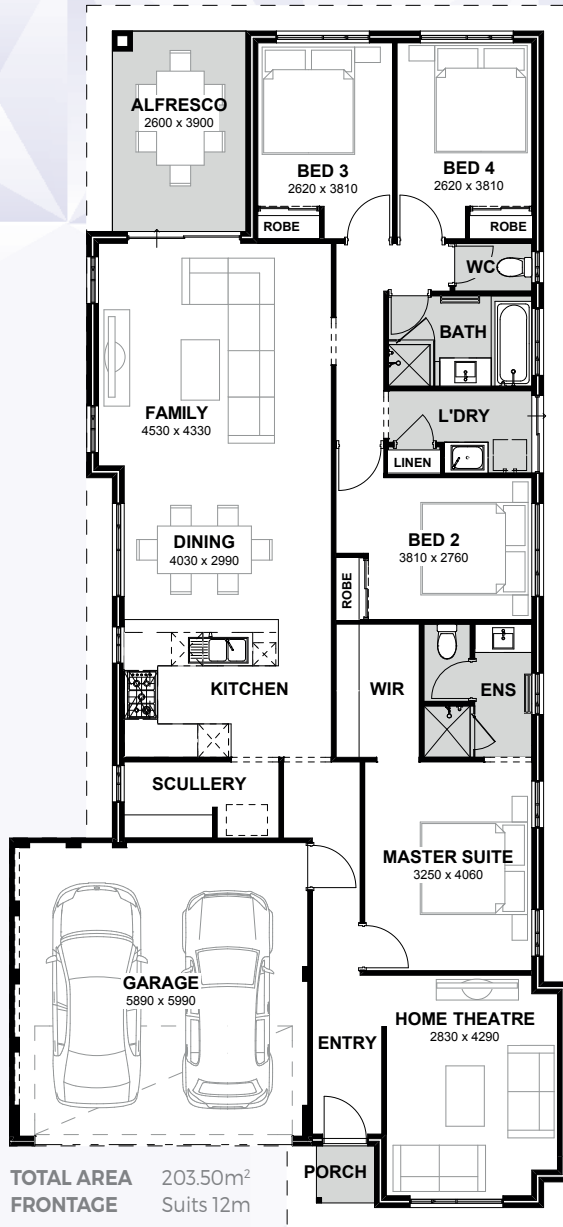 ALFRESCO
2600 x 3900
BED 3
2620 x 3810
BED 4
2620 x 3810
ROBE
ROBE
WC
BATH
FAMILY
4530 x 4330
L'DRY
LINEN
DINING
4030 x 2990
BED 2
3810 x 2760
ROBE
KITCHEN
WIR
ENS
SCULLERY
MASTER SUITE
3250 x 4060
GARAGE
5890 x 5990
HOME THEATRE
2830 x 4290
ENTRY
PORCH
TOTAL AREA 203.50m²
FRONTAGE Suits 12m